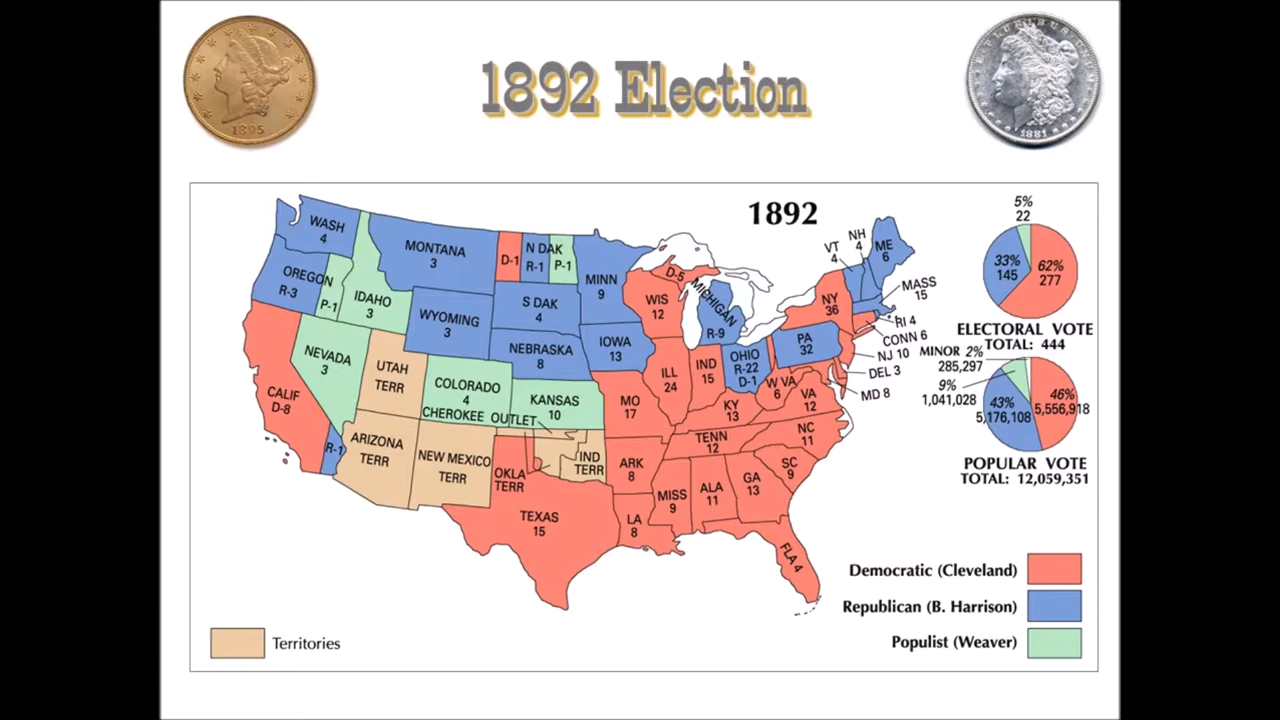 1892 Election
1895
E PLURIBUS UNUM
1881
1892
WASH
4
OREGON
R-3
P-1
CALIF
D-8
R-1
NEVADA
3
IDAHO
3
MONTANA
3
WYOMING
3
UTAH
TERR
ARIZONA
TERR
COLORADO
4
NEW MEXICO
TERR
D-1
N DAK
R-1
P-1
S DAK
4
NEBRASKA
8
KANSAS
10
CHEROKEE OUTLET
OKLA
TERR
IND
TERR
TEXAS
15
MINN
9
IOWA
13
MO
17
ARK
8
LA
8
WIS
12
ILL
24
D-5
MICHIGAN
R-9
IND
15
OHIO
R-22
D-1
KY
13
TENN
12
MISS
9
ALA
11
GA
13
FLA 4
SC
9
NC
11
VA
12
W VA
6
PA
32
NY
36
VT
4
NH
4
ME
6
MASS
15
RI 4
CONN 6
NJ 10
DEL 3
MD 8
5%
22
33%
145
62%
277
ELECTORAL VOTE
TOTAL: 444
MINOR 2%
285,297
9%
1,041,028
43%
5,176,108
46%
5,556,918
POPULAR VOTE
TOTAL: 12,059,351
Democratic (Cleveland)
Republican (B. Harrison)
Populist (Weaver)
Territories